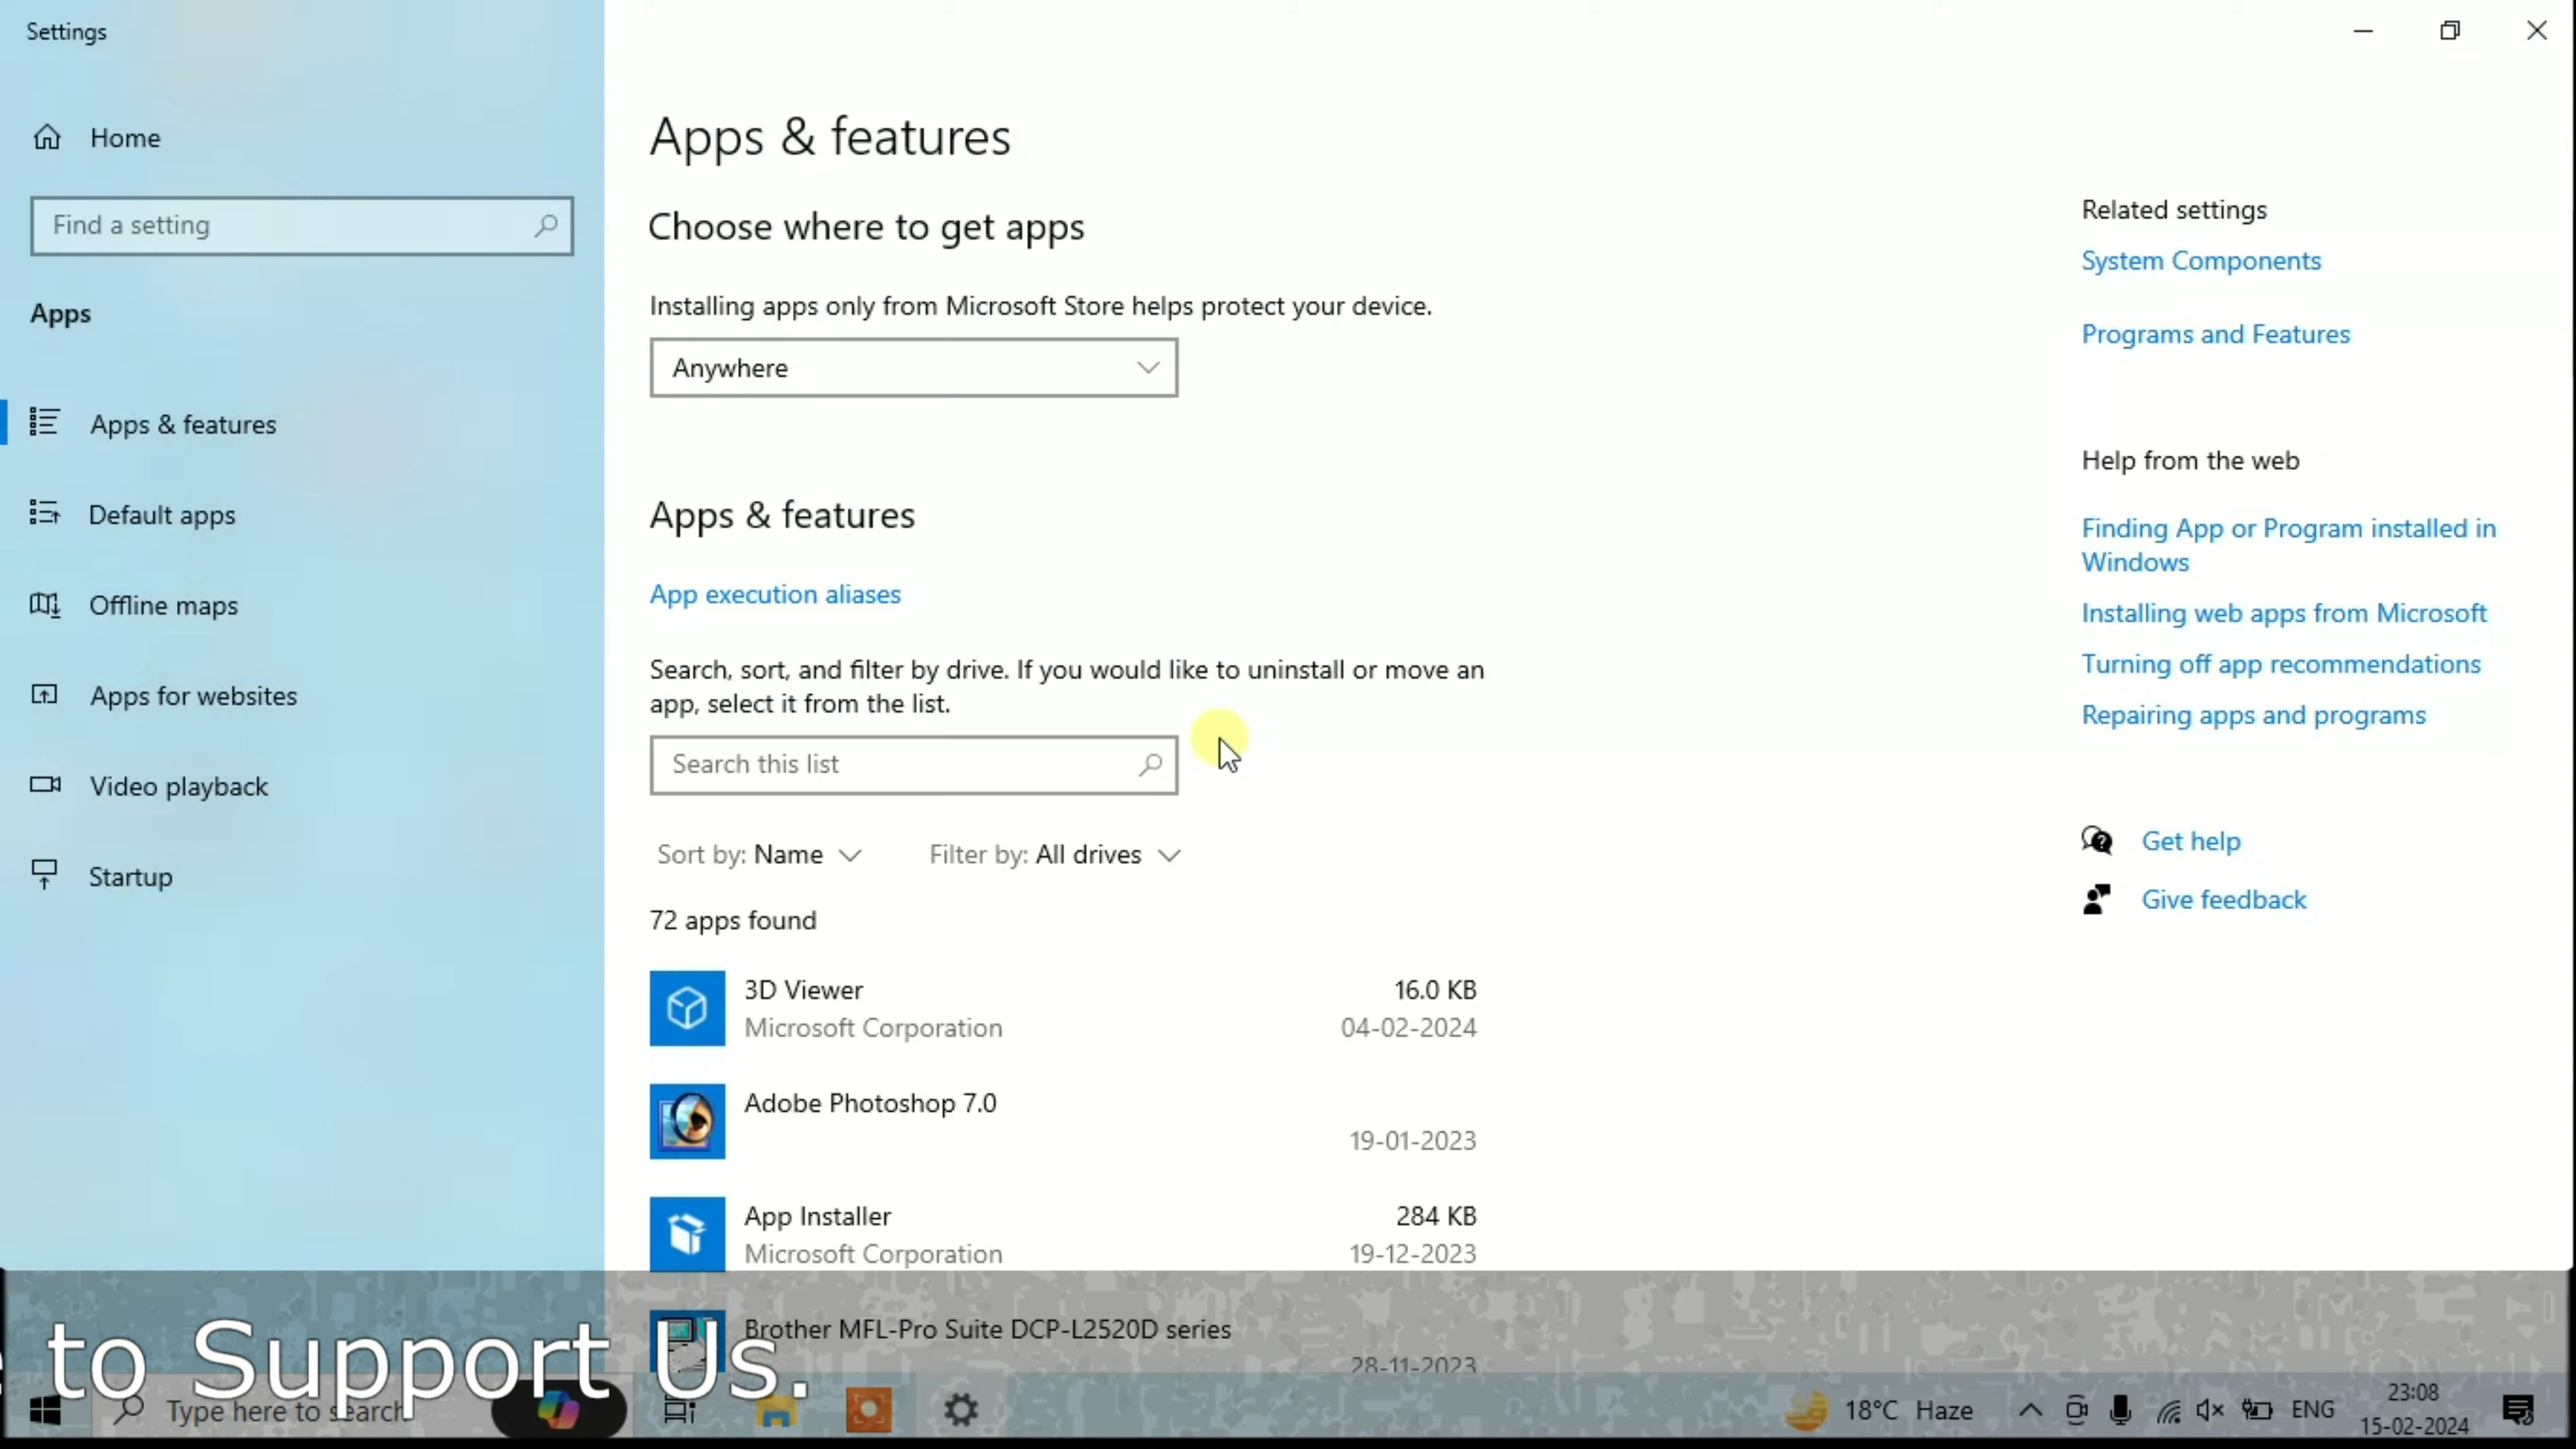 Settings
Home
Find a setting
Apps
Apps & features
Default apps
Offline maps
Apps for websites
Video playback
Startup
Apps & features
Choose where to get apps
Installing apps only from Microsoft Store helps protect your device.
Anywhere
Apps & features
App execution aliases
Search, sort, and filter by drive. If you would like to uninstall or move an
app, select it from the list.
Search this list
Sort by: Name
Filter by: All drives
72 apps found
3D Viewer
16.0 KB
Microsoft Corporation
04-02-2024
Adobe Photoshop 7.0
19-01-2023
App Installer
284 KB
Microsoft Corporation
19-12-2023
Brother MFL-Pro Suite DCP-L2520D series
28-11-2023
Related settings
System Components
Programs and Features
Help from the web
Finding App or Program installed in
Windows
Installing web apps from Microsoft
Turning off app recommendations
Repairing apps and programs
Get help
Give feedback
to Support Us.
Type here to search
18°C Haze
ENG
23:08
15-02-2024